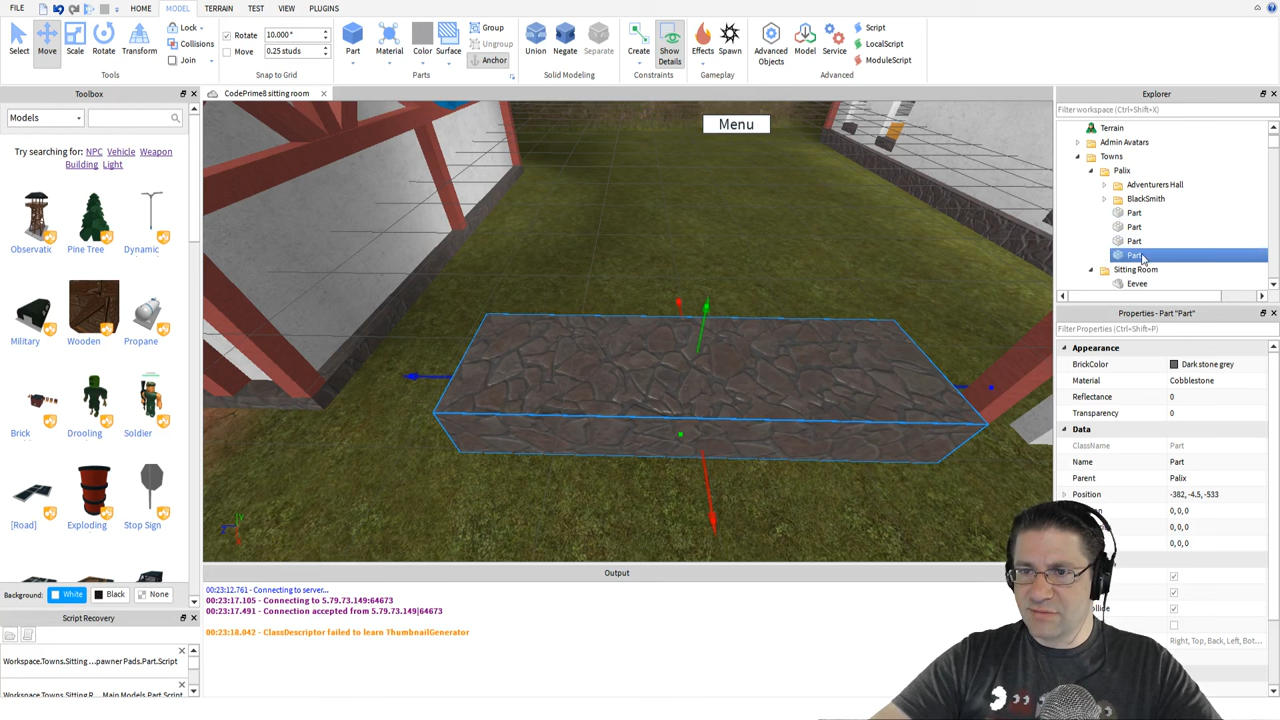 FILE HOME MODEL TERRAIN TEST VIEW PLUGINS
Select Move Scale Rotate Transform
Lock
Collisions
Join
Tools
Rotate 10.000°
Move 0.25 studs
Snap to Grid
Part Material Color Surface
Group
Ungroup
Anchor
Parts
Union Negate Separate
Solid Modeling
Create Show Details
Constraints
Effects Spawn
Gameplay
Advanced Objects Model Service
Script
LocalScript
ModuleScript
Advanced
Toolbox
Models
Try searching for: NPC Vehicle Weapon
Building Light
Observatic Pine Tree Dynamic
Military Wooden Propane
Brick Drooling Soldier
[Road] Exploding Stop Sign
Background: White Black None
Script Recovery
Workspace.Towns.Sitting ...pawner Pads.Part.Script
Workspace.Towns.Sitting R... Main Models Part Script
CodePrime8 sitting room
Menu
Output
00:23:12.761 - Connecting to server...
00:23:17.105 - Connecting to 5.79.73.149:64673
00:23:17.491 - Connection accepted from 5.79.73.149|64673
00:23:18.042 - ClassDescriptor failed to learn ThumbnailGenerator
Explorer
Filter workspace (Ctrl+Shift+X)
Terrain
Admin Avatars
Towns
Palix
Adventurers Hall
BlackSmith
Part
Part
Part
Part
Sitting Room
Eevee
Properties - Part "Part"
Filter Properties (Ctrl+Shift+P)
Appearance
BrickColor Dark stone grey
Material Cobblestone
Reflectance 0
Transparency 0
Data
ClassName Part
Name Part
Parent Palix
Position -382, -4.5, -533
0, 0, 0
0, 0, 0
0, 0, 0
Right, Top, Back, Left, Bot...